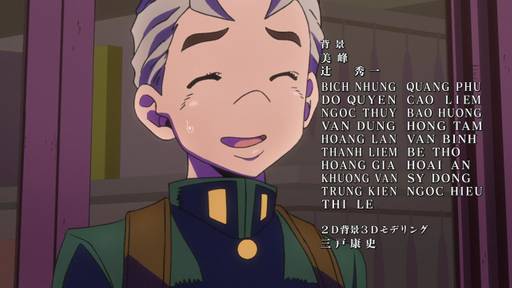 背景
美峰
辻 秀一
BICH NHUNG QUANG PHU
DO QUYEN CAO LIEM
NGOC THUY BAO HUONG
VAN DUNG HONG TAM
HOANG LAN VAN BINH
THANH LIEM BE THO
HOANG GIA HOAI AN
KHUONG VAN SY DONG
TRUNG KIEN NGOC HIEU
THI LE
2D背景3Dモデリング
三戸康史